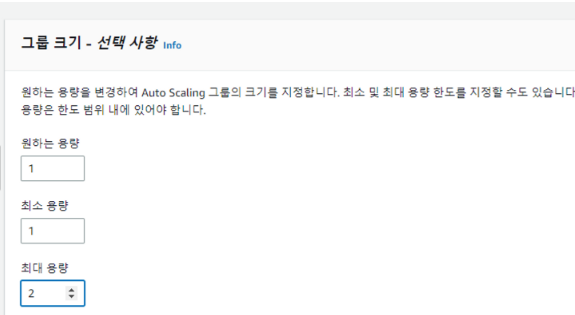 그룹 크기 - 선택 사항 Info
원하는 용량을 변경하여 Auto Scaling 그룹의 크기를 지정합니다. 최소 및 최대 용량 한도를 지정할 수도 있습니다
용량은 한도 범위 내에 있어야 합니다.
원하는 용량
1
최소 용량
1
최대 용량
2